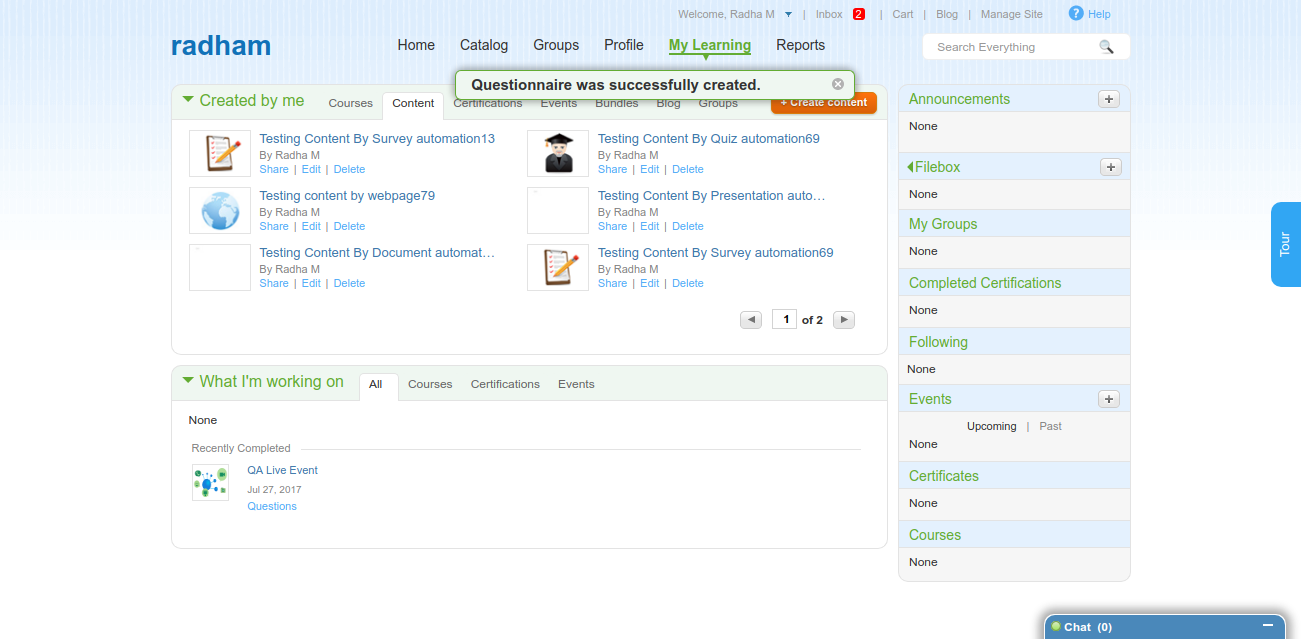 Welcome, Radha M | Inbox 2 | Cart | Blog | Manage Site ? Help
radham
Home Catalog Groups Profile My Learning Reports
Search Everything
Questionnaire was successfully created.
Created by me Courses Content Certifications Events Bundles Blog Groups + Create content
Testing Content By Survey automation13
By Radha M
Share | Edit | Delete
Testing Content By Quiz automation69
By Radha M
Share | Edit | Delete
Testing content by webpage79
By Radha M
Share | Edit | Delete
Testing Content By Presentation auto…
By Radha M
Share | Edit | Delete
Testing Content By Document automat…
By Radha M
Share | Edit | Delete
Testing Content By Survey automation69
By Radha M
Share | Edit | Delete
1 of 2
What I'm working on All Courses Certifications Events
None
Recently Completed
QA Live Event
Jul 27, 2017
Questions
Announcements +
None
Filebox +
None
My Groups
None
Completed Certifications
None
Following
None
Events +
Upcoming | Past
None
Certificates
None
Courses
None
Tour
Chat (0)